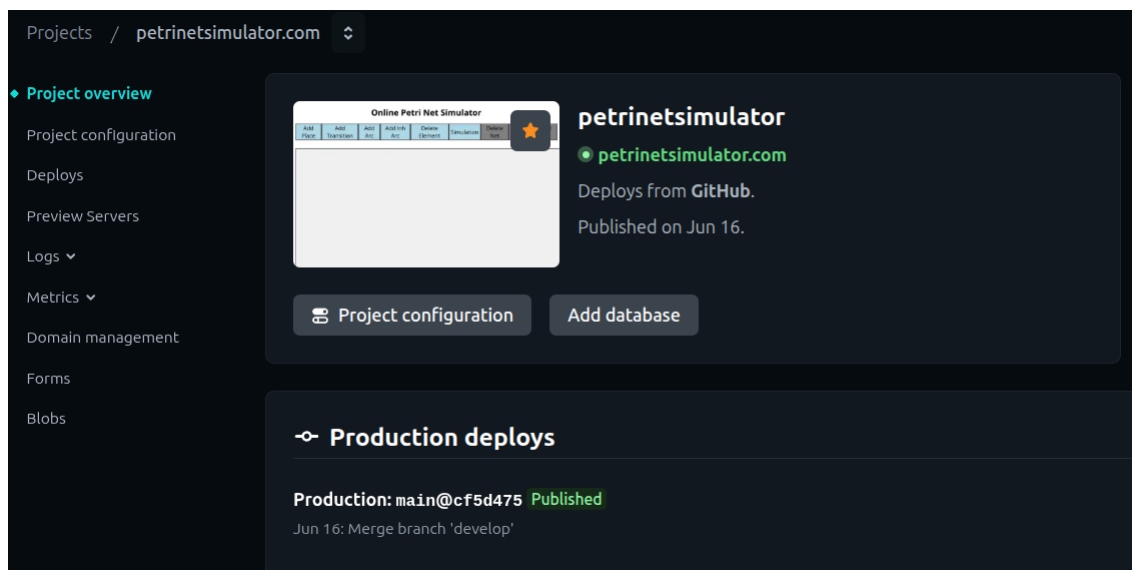 Projects / petrinetsimulator.com
Project overview
Project configuration
Deploys
Preview Servers
Logs
Metrics
Domain management
Forms
Blobs
Online Petri Net Simulator
Add Place
Add Transition
Add Arc
Add Inh Arc
Delete Element
Simulation
Delete Net
petrinetsimulator
petrinetsimulator.com
Deploys from GitHub.
Published on Jun 16.
Project configuration
Add database
Production deploys
Production: main@cf5d475 Published
Jun 16: Merge branch 'develop'